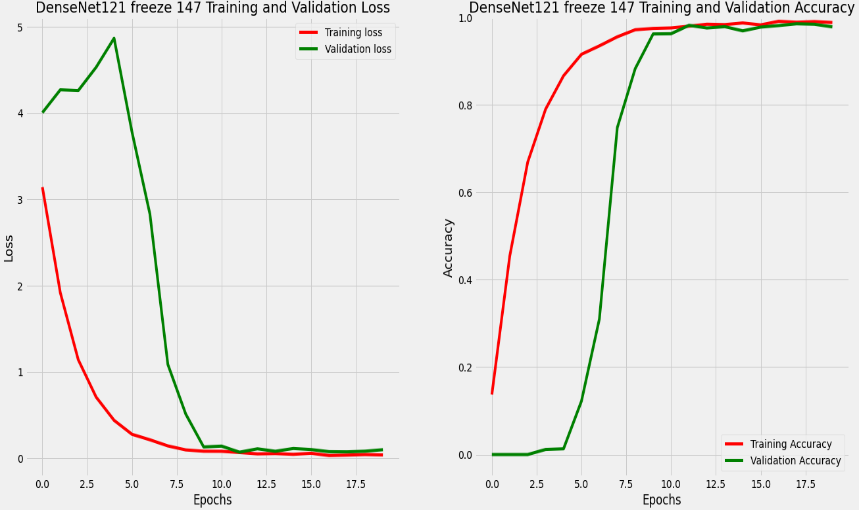 DenseNet121 freeze 147 Training and Validation Loss
Training loss
Validation loss
5
4
3
2
1
0
Loss
0.0 2.5 5.0 7.5 10.0 12.5 15.0 17.5
Epochs
DenseNet121 freeze 147 Training and Validation Accuracy
1.0
0.8
0.6
0.4
0.2
0.0
Accuracy
Training Accuracy
Validation Accuracy
0.0 2.5 5.0 7.5 10.0 12.5 15.0 17.5
Epochs